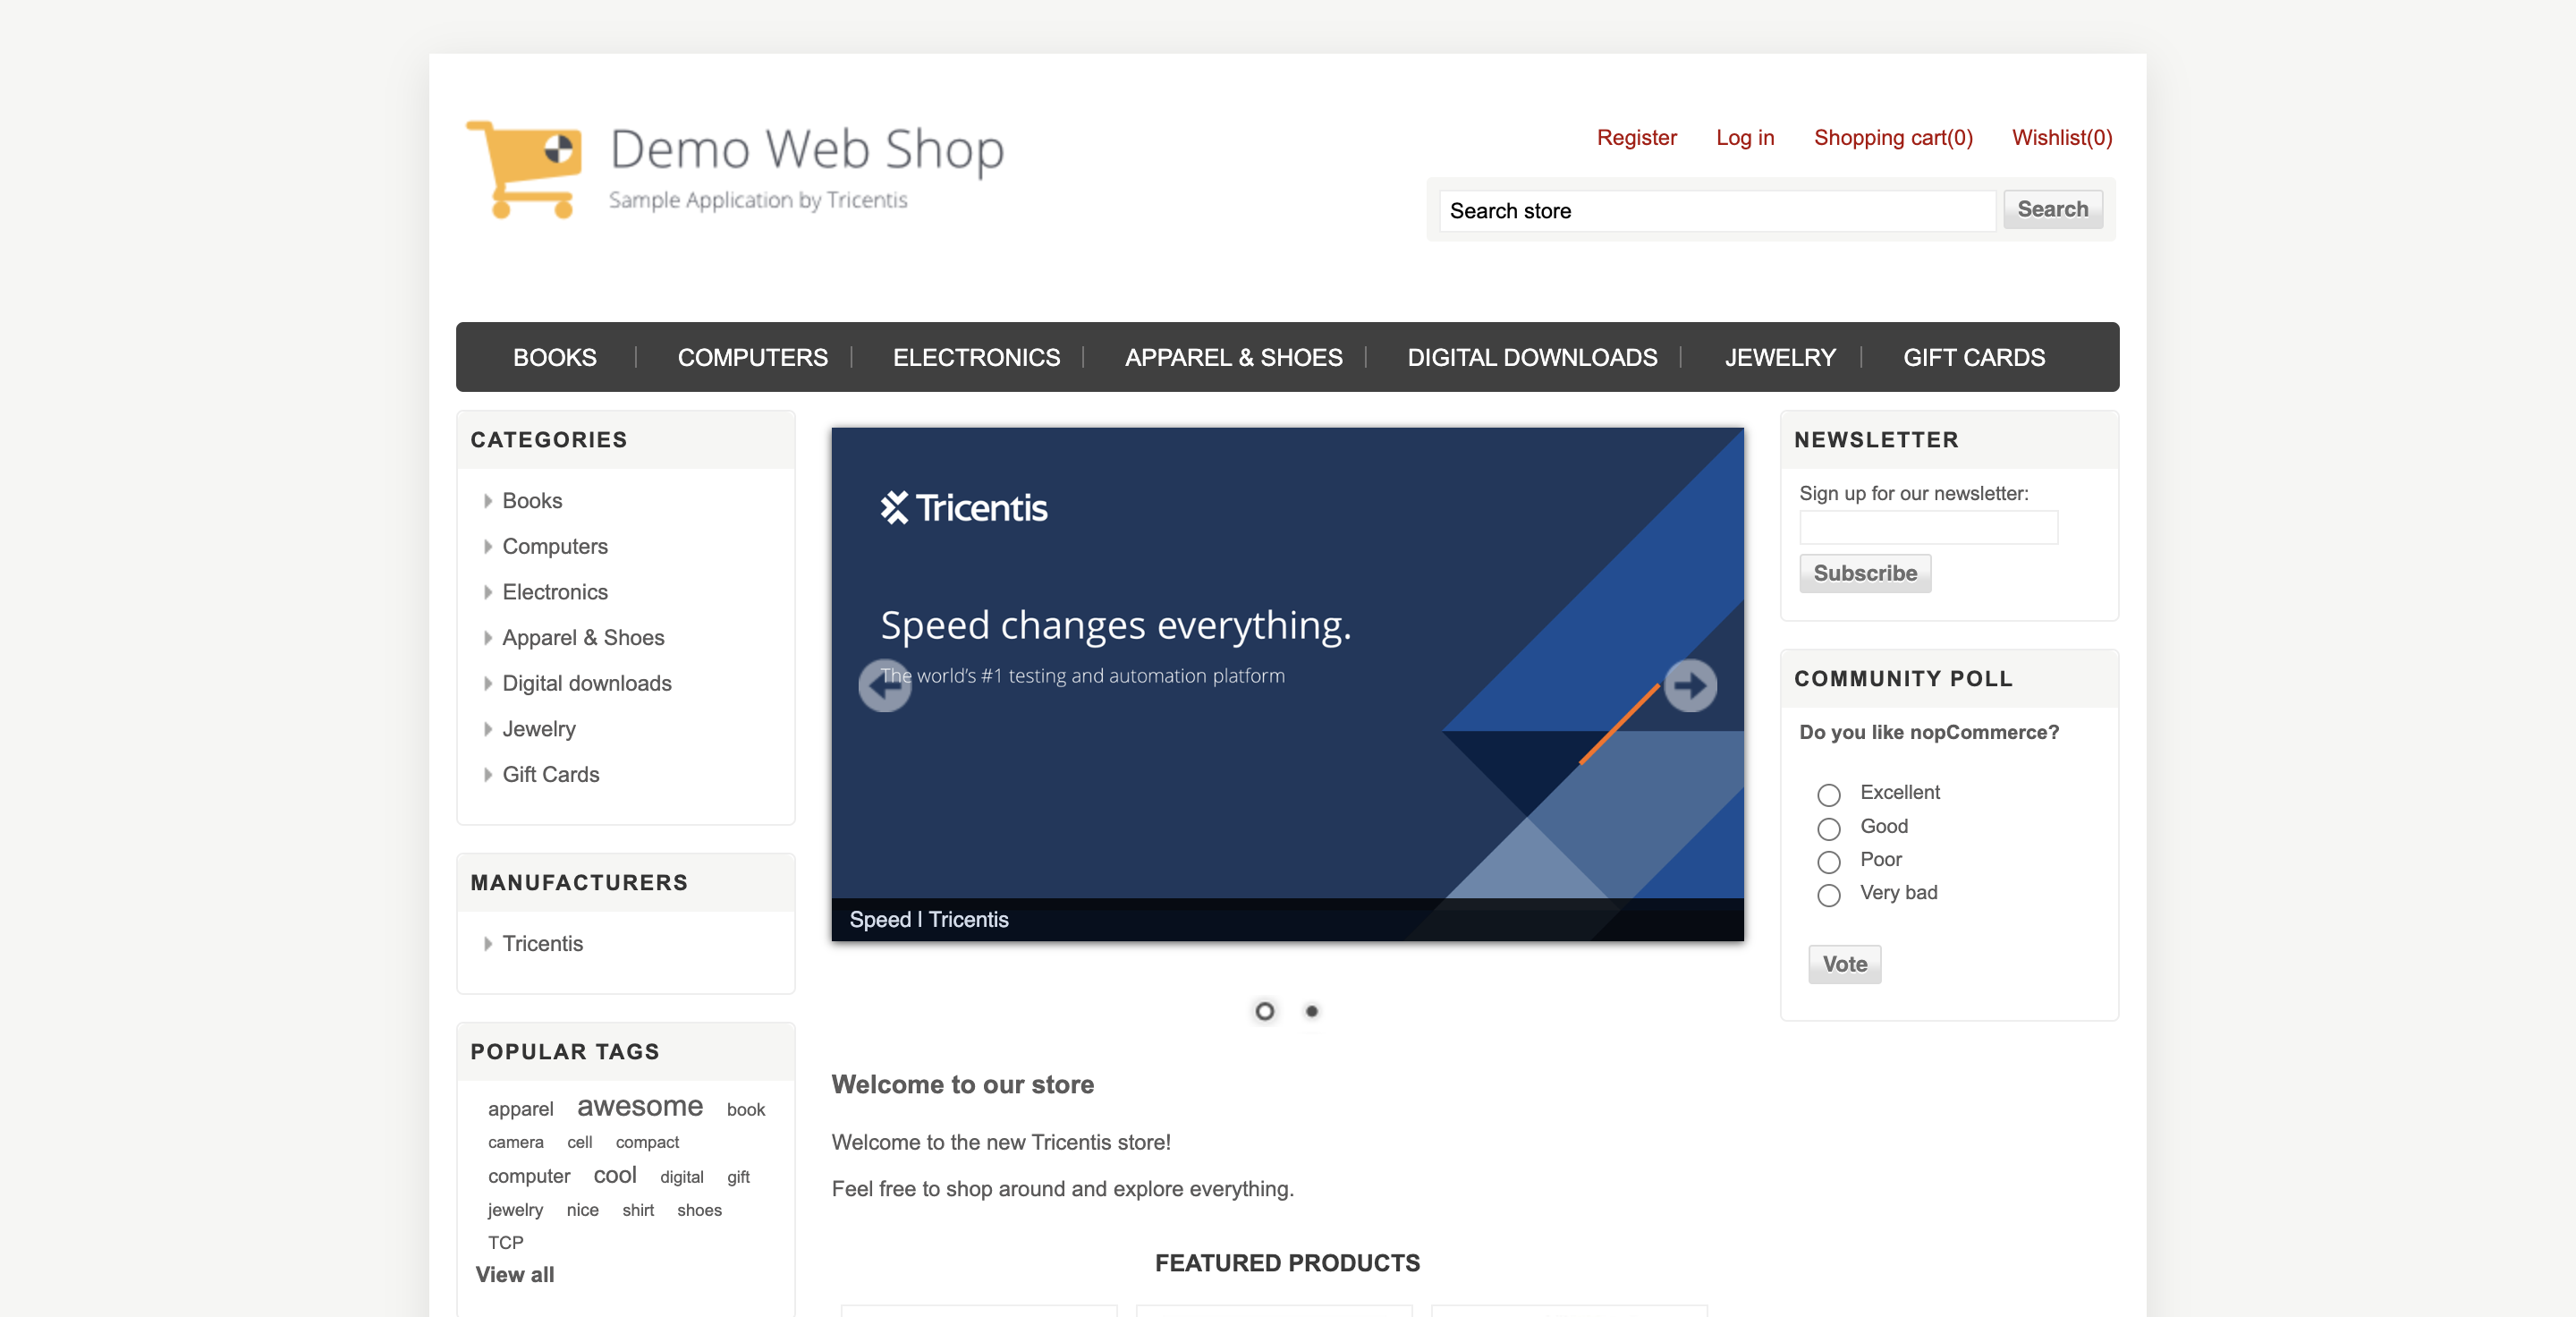 Demo Web Shop
Sample Application by Tricentis
Register Log in Shopping cart(0) Wishlist(0)
Search store Search
BOOKS COMPUTERS ELECTRONICS APPAREL & SHOES DIGITAL DOWNLOADS JEWELRY GIFT CARDS
CATEGORIES
Books
Computers
Electronics
Apparel & Shoes
Digital downloads
Jewelry
Gift Cards
MANUFACTURERS
Tricentis
POPULAR TAGS
apparel awesome book
camera cell compact
computer cool digital gift
jewelry nice shirt shoes
TCP
View all
Tricentis
Speed changes everything.
The world's #1 testing and automation platform
Speed I Tricentis
Welcome to our store
Welcome to the new Tricentis store!
Feel free to shop around and explore everything.
FEATURED PRODUCTS
NEWSLETTER
Sign up for our newsletter:
Subscribe
COMMUNITY POLL
Do you like nopCommerce?
Excellent
Good
Poor
Very bad
Vote